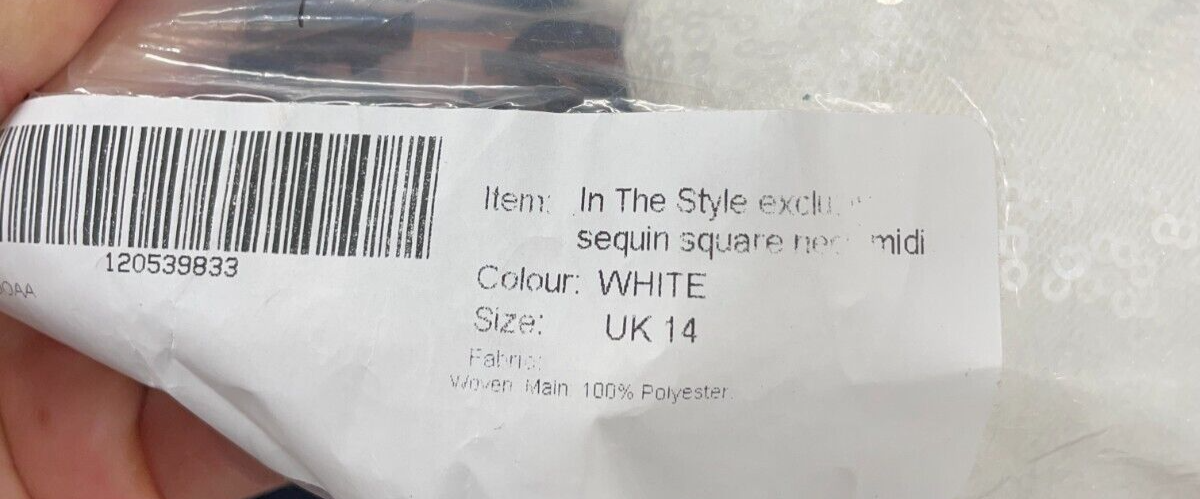 120539833
Item: In The Style
sequin square midi
Colour: WHITE
Size: UK 14
Fabric:
Woven Main 100% Polyester.